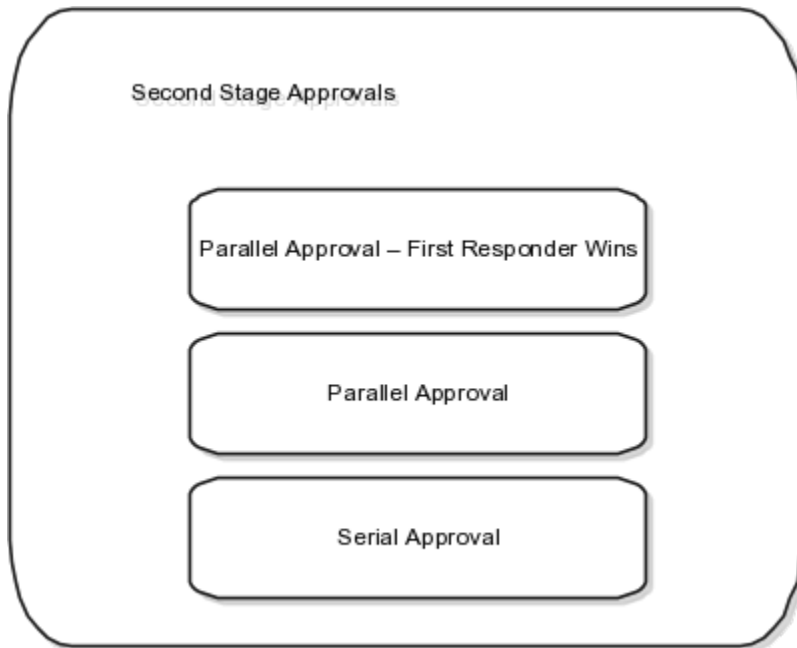 Second Stage Approvals
Parallel Approval – First Responder Wins
Parallel Approval
Serial Approval